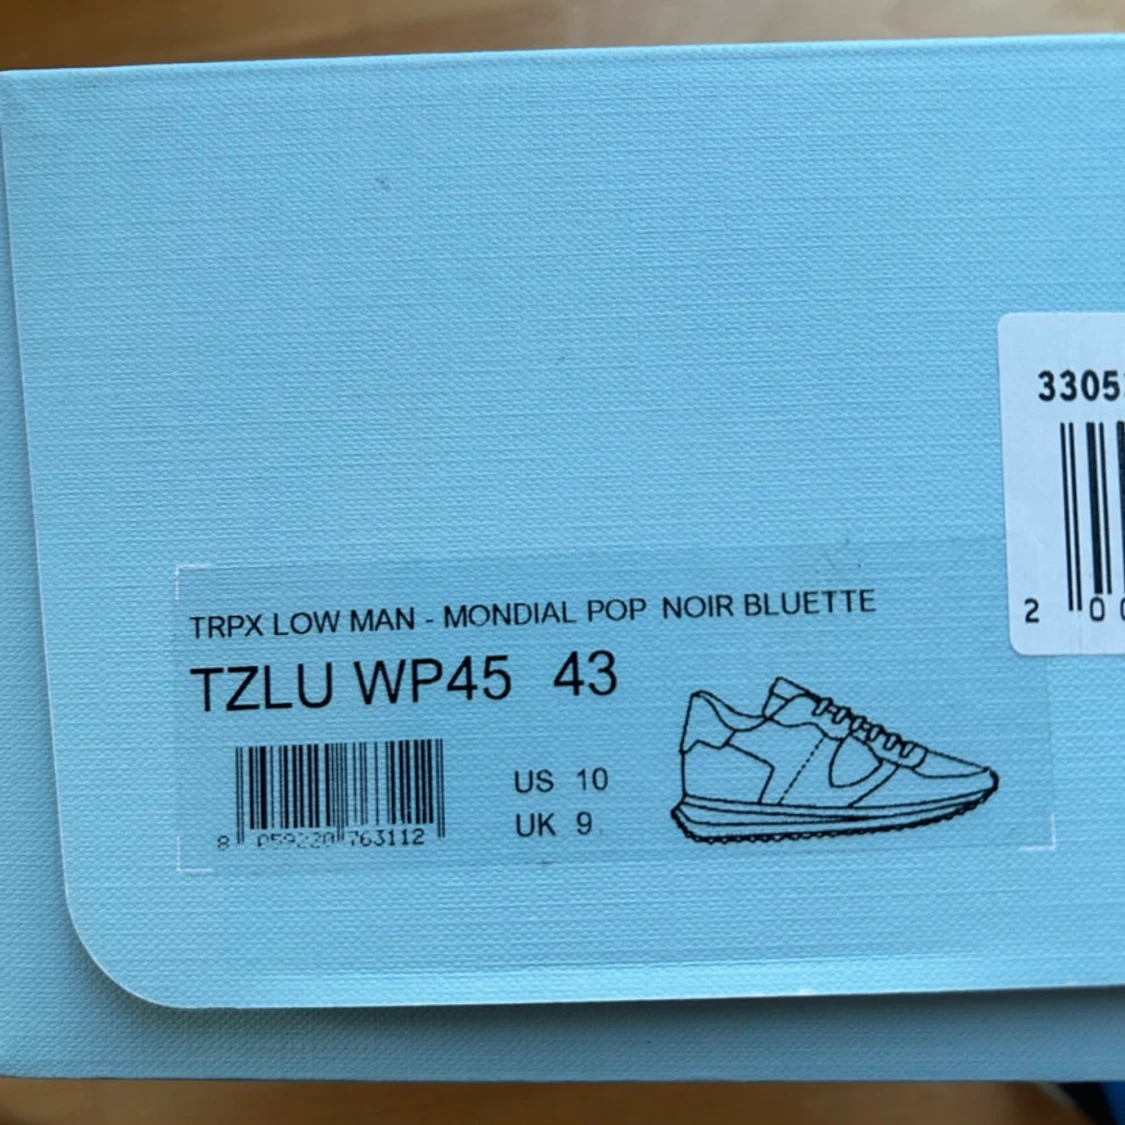 TRPX LOW MAN - MONDIAL POP NOIR BLUETTE
TZLU WP45 43
US 10
UK 9
8 059220 763112
3305
2 0